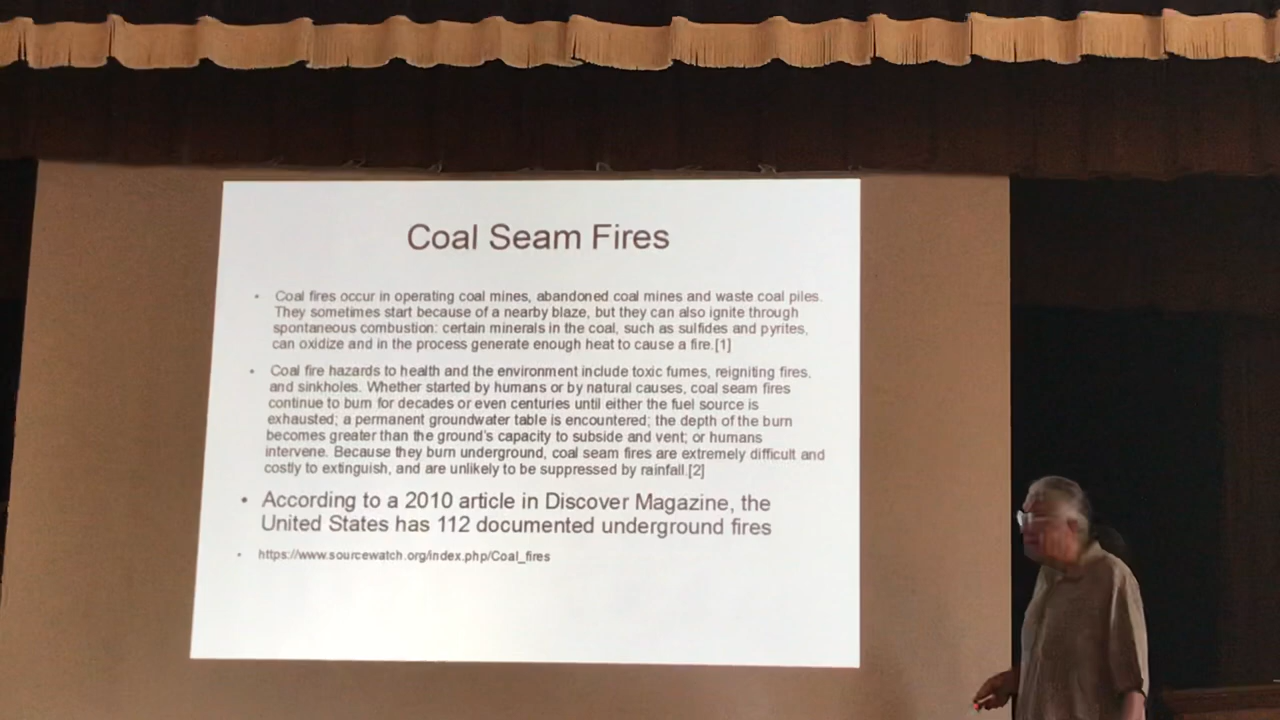 Coal Seam Fires
• Coal fires occur in operating coal mines, abandoned coal mines and waste coal piles.
They sometimes start because of a nearby blaze, but they can also ignite through
spontaneous combustion: certain minerals in the coal, such as sulfides and pyrites,
can oxidize and in the process generate enough heat to cause a fire.[1]
• Coal fire hazards to health and the environment include toxic fumes, reigniting fires,
and sinkholes. Whether started by humans or by natural causes, coal seam fires
continue to burn for decades or even centuries until either the fuel source is
exhausted; a permanent groundwater table is encountered; the depth of the burn
becomes greater than the ground's capacity to subside and vent; or humans
intervene. Because they burn underground, coal seam fires are extremely difficult and
costly to extinguish, and are unlikely to be suppressed by rainfall.[2]
• According to a 2010 article in Discover Magazine, the
United States has 112 documented underground fires
• https://www.sourcewatch.org/index.php/Coal_fires